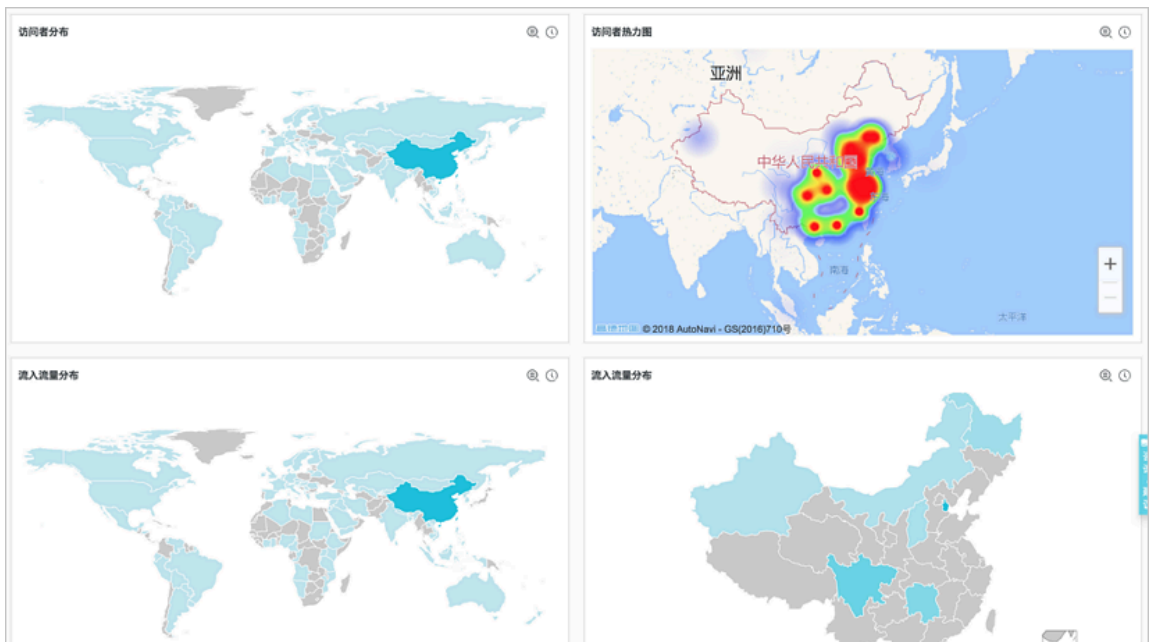 访问者分布
访问者热力图
亚洲
中华人民共和国
南海
太平洋
+
© 2018 AutoNavi - GS(2016)710号
流入流量分布
流入流量分布